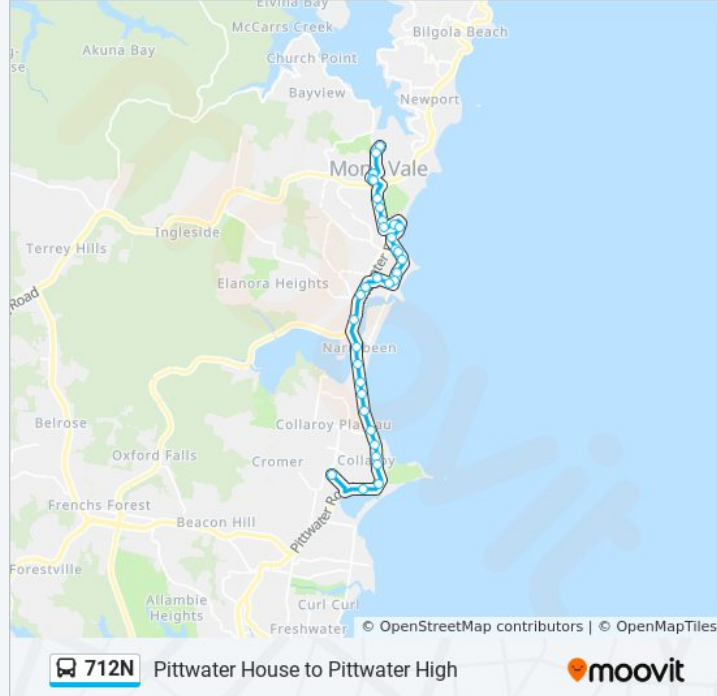 Elvina Bay
McCarrs Creek
Akuna Bay
Bilgola Beach
Church Point
Bayview
Newport
Mona Vale
Ingleside
Terrey Hills
Elanora Heights
Road
Narrabeen
Collaroy Plateau
Belrose
Oxford Falls
Cromer
Collaroy
Frenchs Forest
Beacon Hill
Pittwater Rd
Forestville
Allambie
Heights
Curl Curl
Freshwater
© OpenStreetMap contributors | © OpenMapTiles
712N Pittwater House to Pittwater High moovit